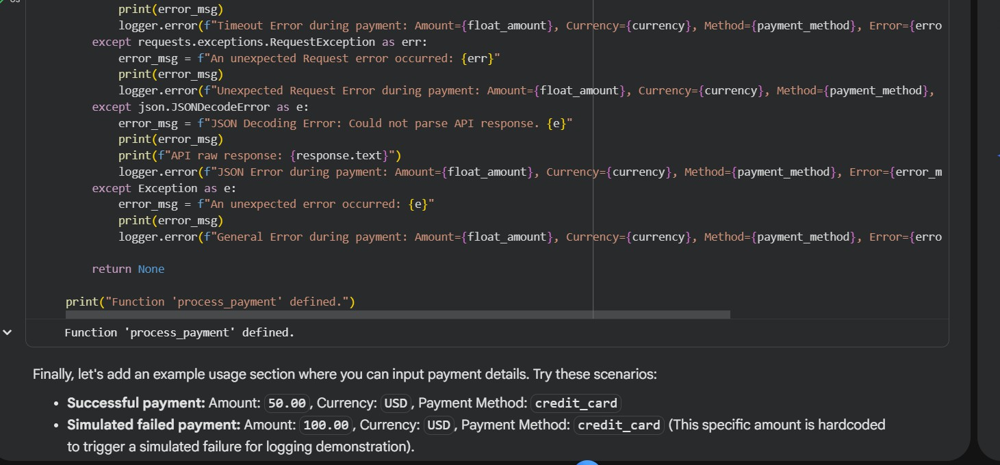 print(error_msg)
logger.error(f"Timeout Error during payment: Amount={float_amount}, Currency={currency}, Method={payment_method}, Error={erro
except requests.exceptions.RequestException as err:
error_msg = f"An unexpected Request error occurred: {err}"
print(error_msg)
logger.error(f"Unexpected Request Error during payment: Amount={float_amount}, Currency={currency}, Method={payment_method},
except json.JSONDecodeError as e:
error_msg = f"JSON Decoding Error: Could not parse API response. {e}"
print(error_msg)
print(f"API raw response: {response.text}")
logger.error(f"JSON Error during payment: Amount={float_amount}, Currency={currency}, Method={payment_method}, Error={error_m
except Exception as e:
error_msg = f"An unexpected error occurred: {e}"
print(error_msg)
logger.error(f"General Error during payment: Amount={float_amount}, Currency={currency}, Method={payment_method}, Error={erro
return None
print("Function 'process_payment' defined.")
Function 'process_payment' defined.
Finally, let's add an example usage section where you can input payment details. Try these scenarios:
• Successful payment: Amount: 50.00, Currency: USD, Payment Method: credit_card
• Simulated failed payment: Amount: 100.00, Currency: USD, Payment Method: credit_card (This specific amount is hardcoded
to trigger a simulated failure for logging demonstration).